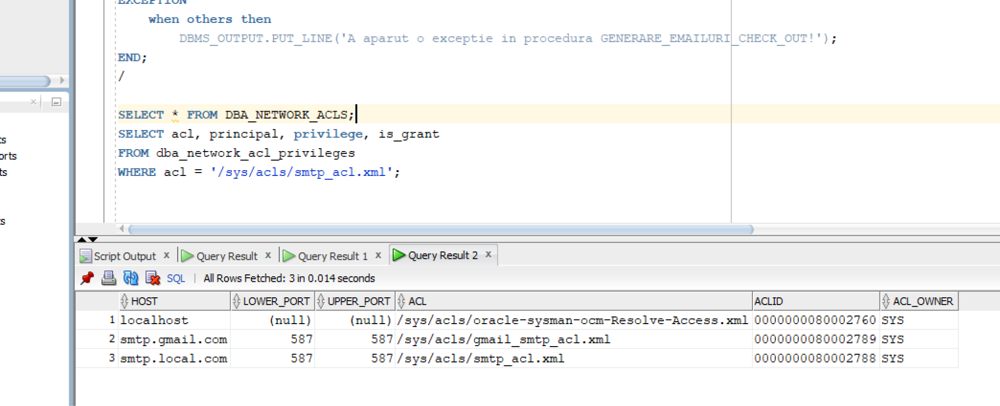 EXCEPTION
when others then
DBMS_OUTPUT.PUT_LINE('A aparut o exceptie in procedura GENERARE_EMAILURI_CHECK_OUT!');
END;
/
SELECT * FROM DBA_NETWORK_ACLS;
SELECT acl, principal, privilege, is_grant
FROM dba_network_acl_privileges
WHERE acl = '/sys/acls/smtp_acl.xml';
Script Output x Query Result x Query Result 1 x Query Result 2 x
SQL | All Rows Fetched: 3 in 0.014 seconds
HOST LOWER_PORT UPPER_PORT ACL ACLID ACL_OWNER
1 localhost (null) (null) /sys/acls/oracle-sysman-ocm-Resolve-Access.xml 0000000080002760 SYS
2 smtp.gmail.com 587 587 /sys/acls/gmail_smtp_acl.xml 0000000080002789 SYS
3 smtp.local.com 587 587 /sys/acls/smtp_acl.xml 0000000080002788 SYS